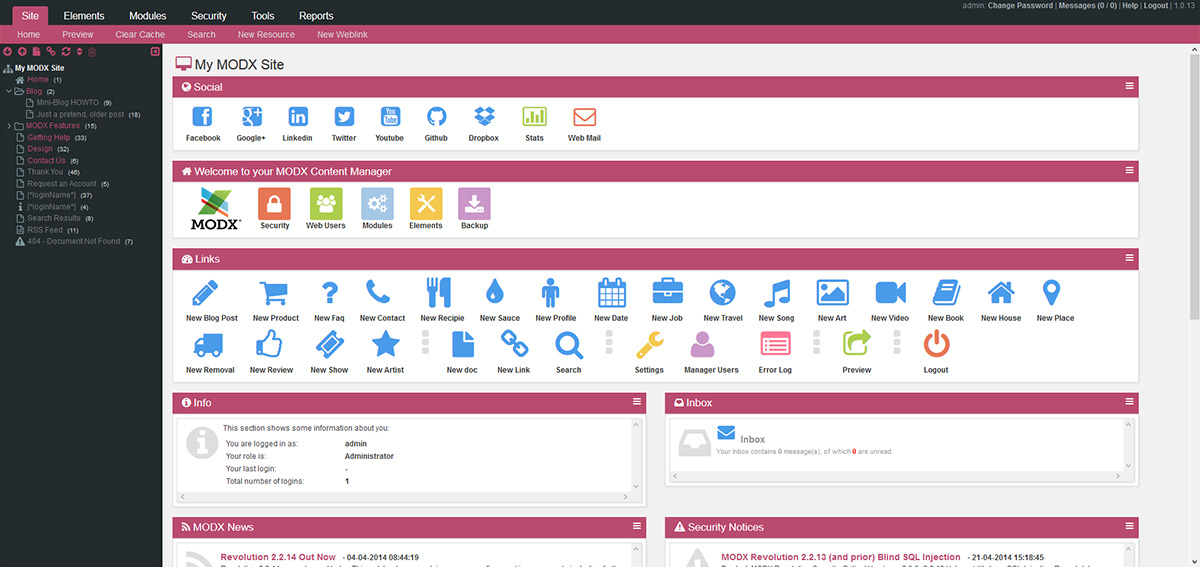 Site Elements Modules Security Tools Reports
admin: Change Password | Messages (0 / 0) | Help | Logout | 1.0.13
Home Preview Clear Cache Search New Resource New Weblink
My MODX Site
Home (1)
Blog (2)
Mini-Blog HOWTO (9)
Just a pretend, older post (18)
MODX Features (15)
Getting Help (33)
Design (32)
Contact Us (6)
Thank You (46)
Request an Account (5)
[*loginName*] (37)
[*loginName*] (4)
Search Results (8)
RSS Feed (11)
404 - Document Not Found (7)
My MODX Site
Social
Facebook Google+ Linkedin Twitter Youtube Github Dropbox Stats Web Mail
Welcome to your MODX Content Manager
MODX Security Web Users Modules Elements Backup
Links
New Blog Post New Product New Faq New Contact New Recipie New Sauce New Profile New Date New Job New Travel New Song New Art New Video New Book New House New Place
New Removal New Review New Show New Artist New doc New Link Search Settings Manager Users Error Log Preview Logout
Info
This section shows some information about you:
You are logged in as: admin
Your role is: Administrator
Your last login: -
Total number of logins: 1
Inbox
Inbox
Your Inbox contains 0 message(s), of which 0 are unread.
MODX News
Revolution 2.2.14 Out Now - 04-04-2014 08:44:19
Security Notices
MODX Revolution 2.2.13 (and prior) Blind SQL Injection - 21-04-2014 15:18:45